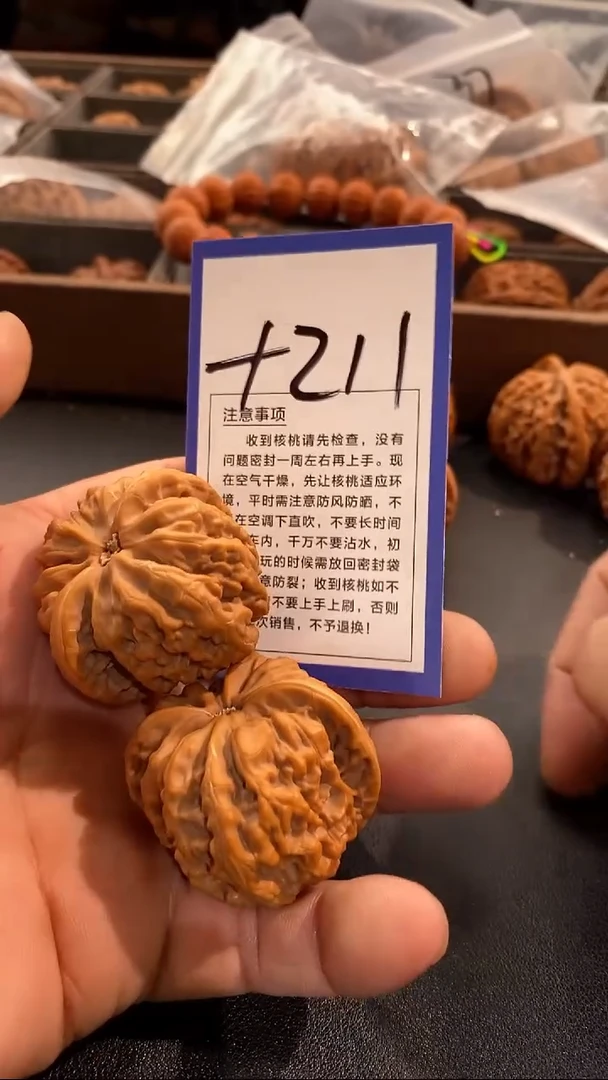 +211
注意事项
收到核桃请先检查，没有
问题密封一周左右再上手。现
在空气干燥，先让核桃适应环
境，平时需注意防风防晒，不
在空调下直吹，不要长时间
车内，千万不要沾水，初
玩的时候需放回密封袋
意防裂；收到核桃如不
不要上手上刷，否则
次销售，不予退换！